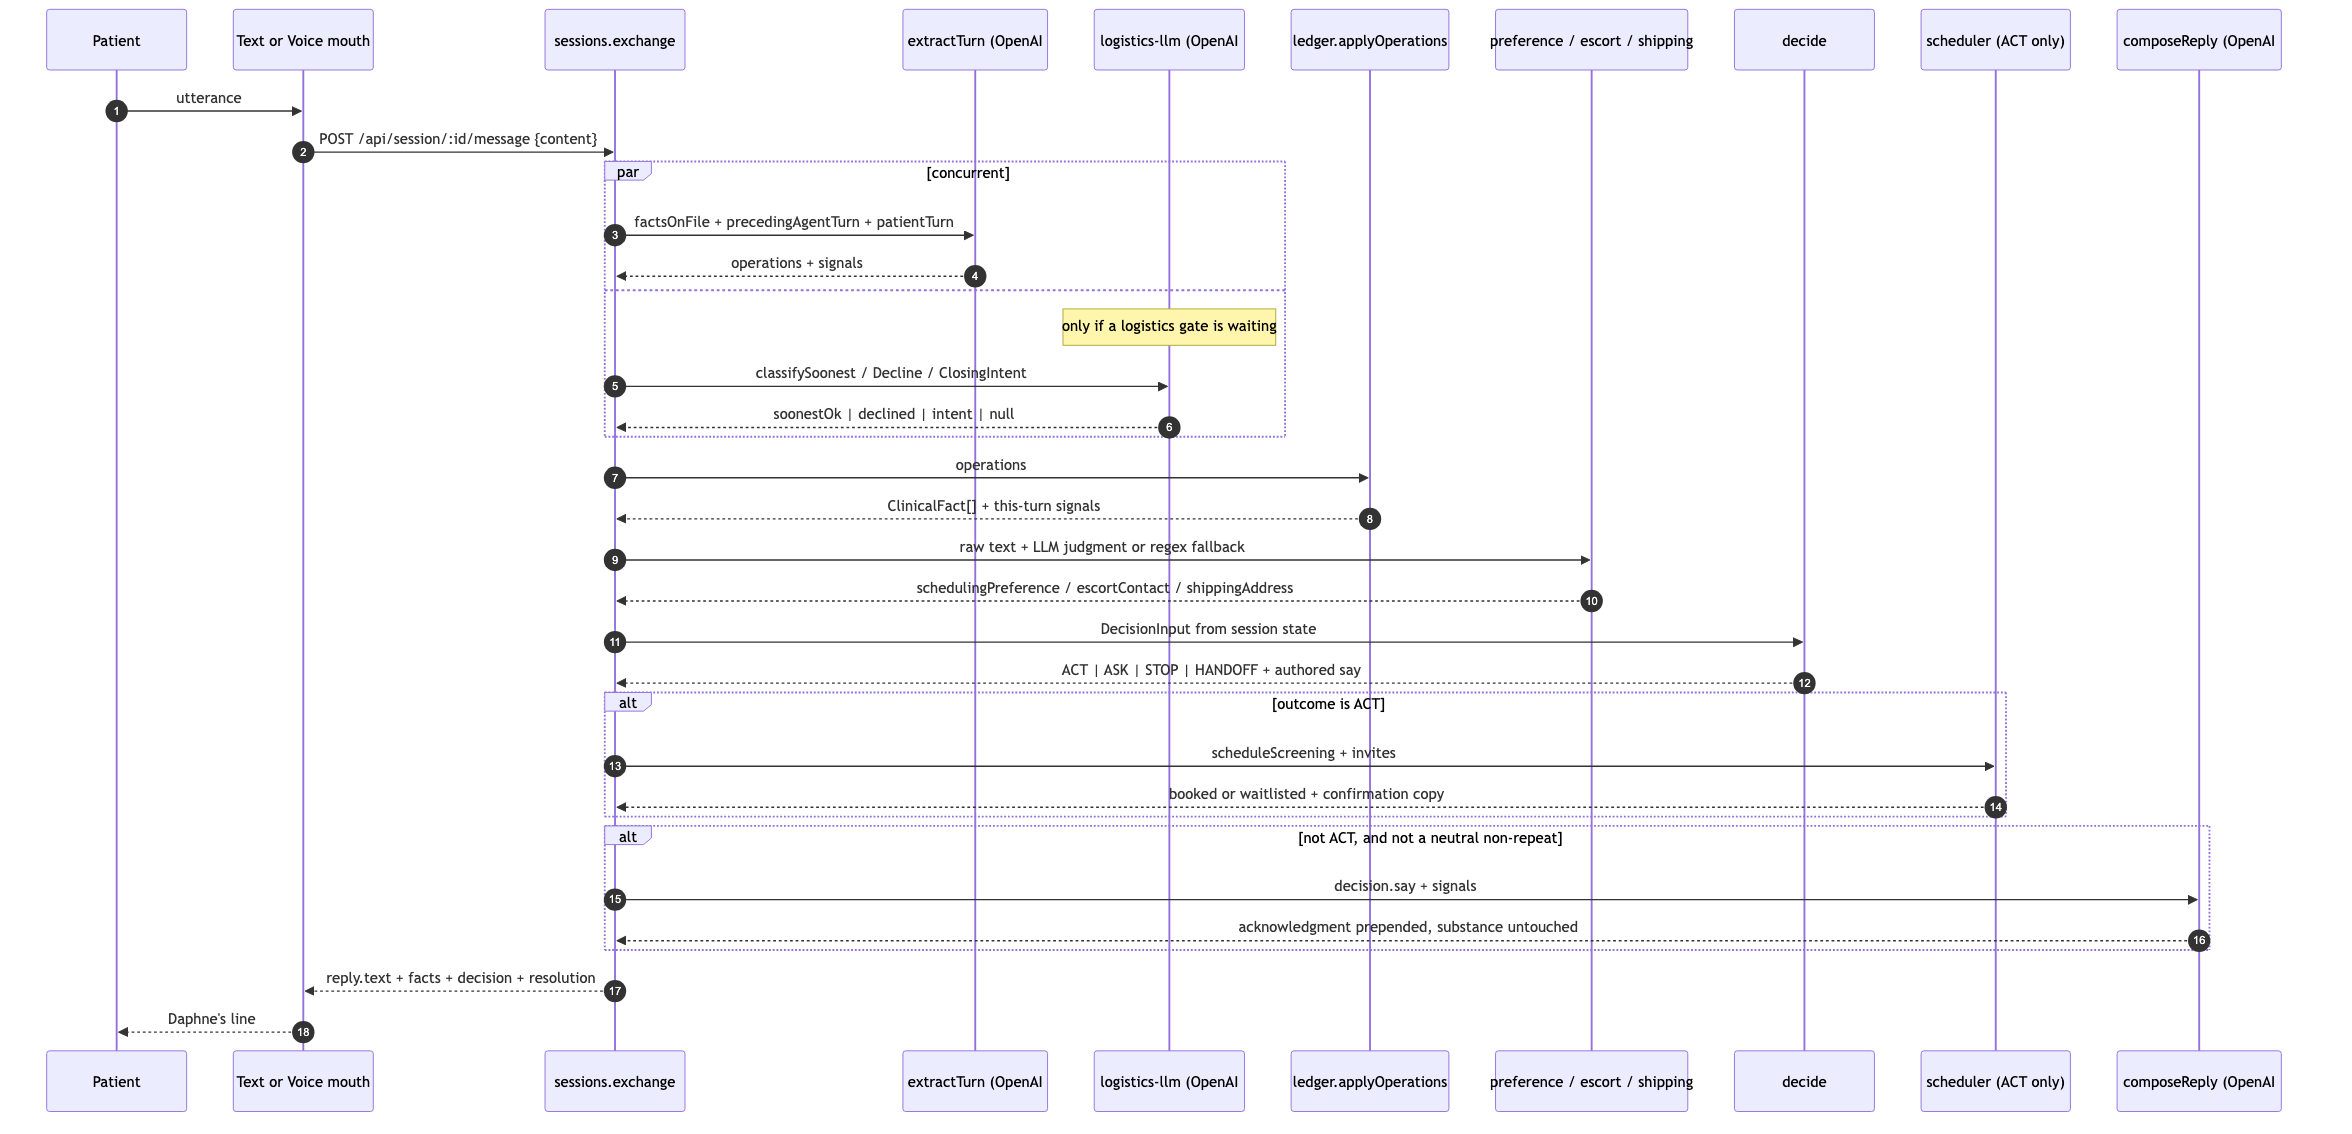 Patient
Text or Voice mouth
sessions.exchange
extractTurn (OpenAI
logistics-llm (OpenAI
ledger.applyOperations
preference / escort / shipping
decide
scheduler (ACT only)
composeReply (OpenAI
utterance
1
POST /api/session/:id/message {content}
2
par
[concurrent]
factsOnFile + precedingAgentTurn + patientTurn
3
operations + signals
4
only if a logistics gate is waiting
classifySoonest / Decline / ClosingIntent
5
soonestOk | declined | intent | null
6
operations
7
ClinicalFact[] + this-turn signals
8
raw text + LLM judgment or regex fallback
9
schedulingPreference / escortContact / shippingAddress
10
DecisionInput from session state
11
ACT | ASK | STOP | HANDOFF + authored say
12
alt
[outcome is ACT]
scheduleScreening + invites
13
booked or waitlisted + confirmation copy
14
alt
[not ACT, and not a neutral non-repeat]
decision.say + signals
15
acknowledgment prepended, substance untouched
16
reply.text + facts + decision + resolution
17
Daphne's line
18
Patient
Text or Voice mouth
sessions.exchange
extractTurn (OpenAI
logistics-llm (OpenAI
ledger.applyOperations
preference / escort / shipping
decide
scheduler (ACT only)
composeReply (OpenAI